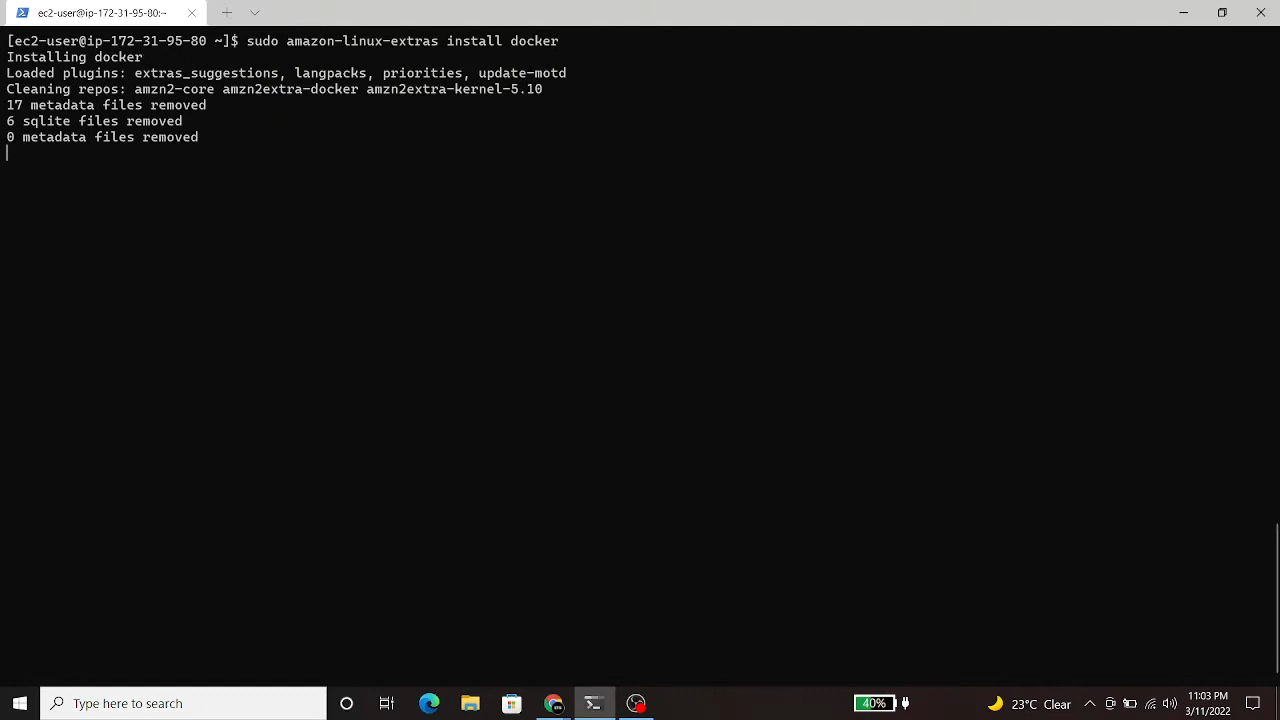 ec2-user@ip-172-31-95-80:~
[ec2-user@ip-172-31-95-80 ~]$ sudo amazon-linux-extras install docker
Installing docker
Loaded plugins: extras_suggestions, langpacks, priorities, update-motd
Cleaning repos: amzn2-core amzn2extra-docker amzn2extra-kernel-5.10
17 metadata files removed
6 sqlite files removed
0 metadata files removed
Type here to search
40%
23°C Clear
11:03 PM
3/11/2022